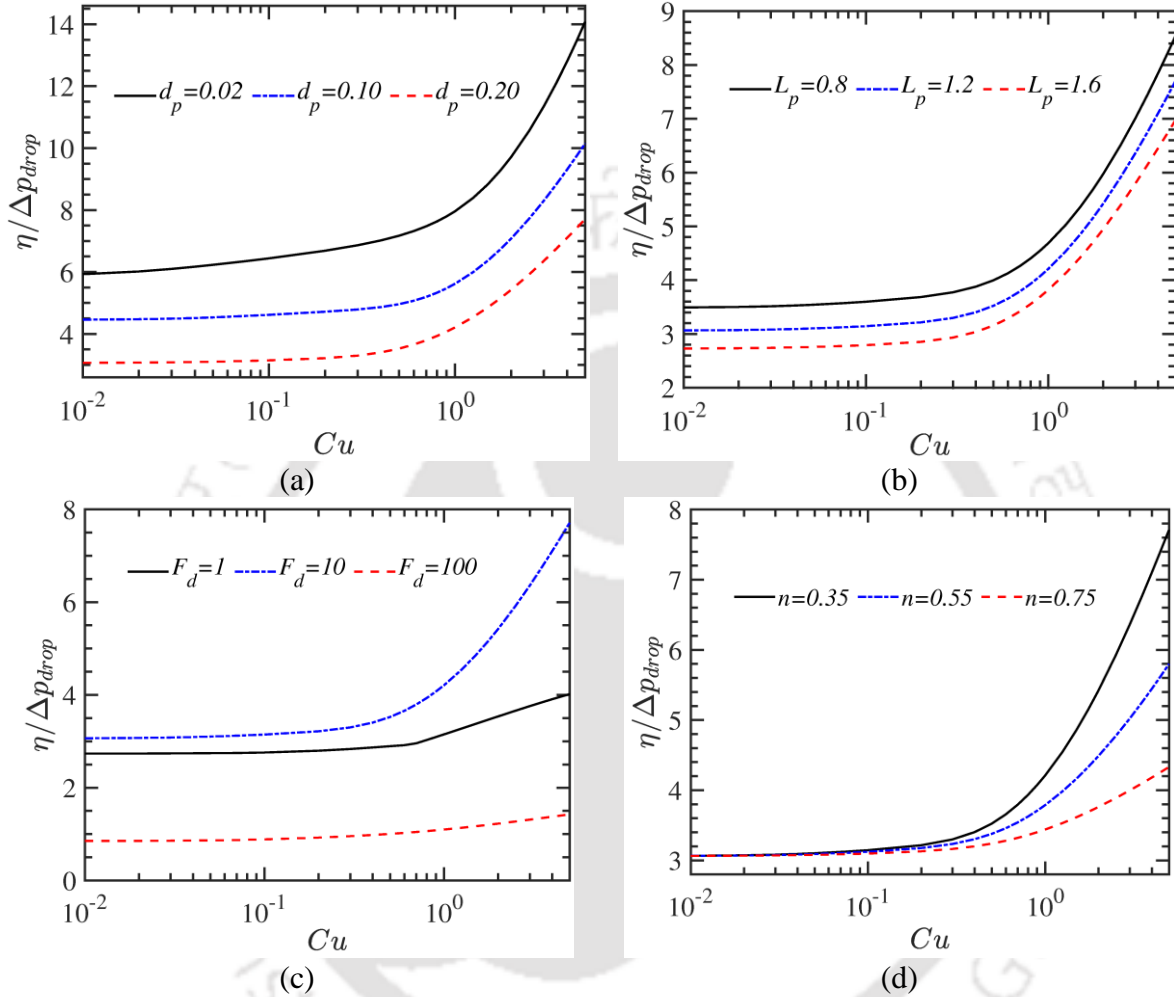 14
12
10
8
6
4
η/Δp_drop
d_p=0.02 d_p=0.10 d_p=0.20
10^-2 10^-1 10^0
Cu
(a)
9
8
7
6
5
4
3
2
η/Δp_drop
L_p=0.8 L_p=1.2 L_p=1.6
10^-2 10^-1 10^0
Cu
(b)
8
6
4
2
0
η/Δp_drop
F_d=1 F_d=10 F_d=100
10^-2 10^-1 10^0
Cu
(c)
8
7
6
5
4
3
η/Δp_drop
n=0.35 n=0.55 n=0.75
10^-2 10^-1 10^0
Cu
(d)